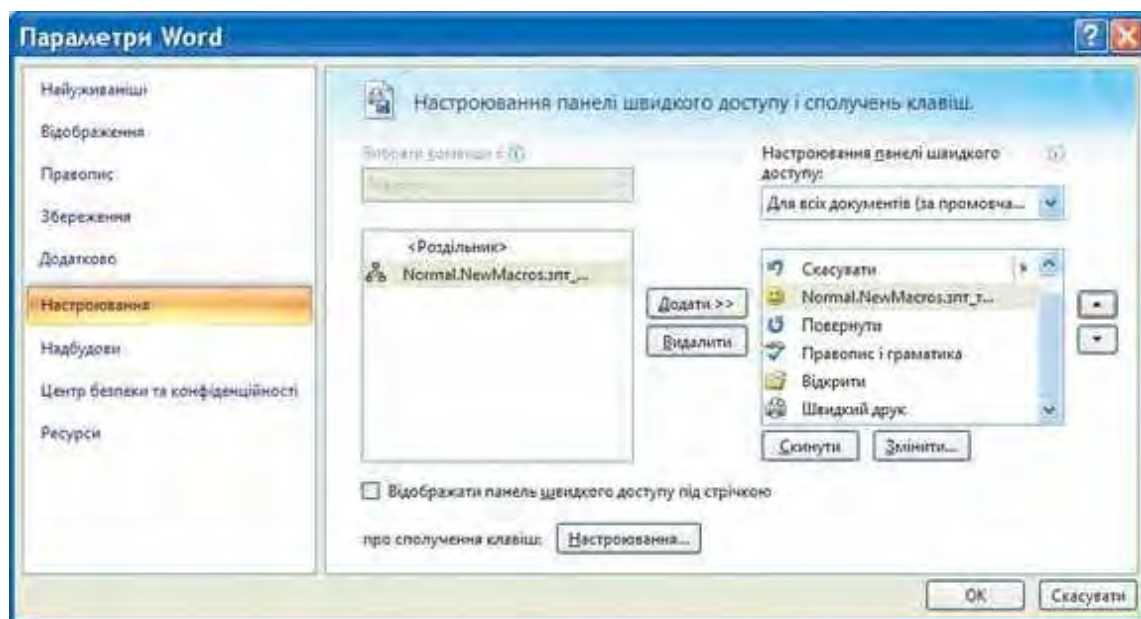 Параметри Word
Найуживаніші
Відображення
Правопис
Збереження
Додатково
Настроювання
Надбудови
Центр безпеки та конфіденційності
Ресурси
Настроювання панелі швидкого доступу і сполучень клавіш.
Вибрати команди з
Настроювання панелі швидкого
доступу:
Для всіх документів (за промовча...
<Роздільник>
Normal.NewMacros.зпт_...
Додати >>
Видалити
Скасувати
Normal.NewMacros.зпт_т...
Повернути
Правопис і граматика
Відкрити
Швидкий друк
Скинути
Змінити...
Відображати панель швидкого доступу під стрічкою
про сполучення клавіш:
Настроювання...
ОК
Скасувати